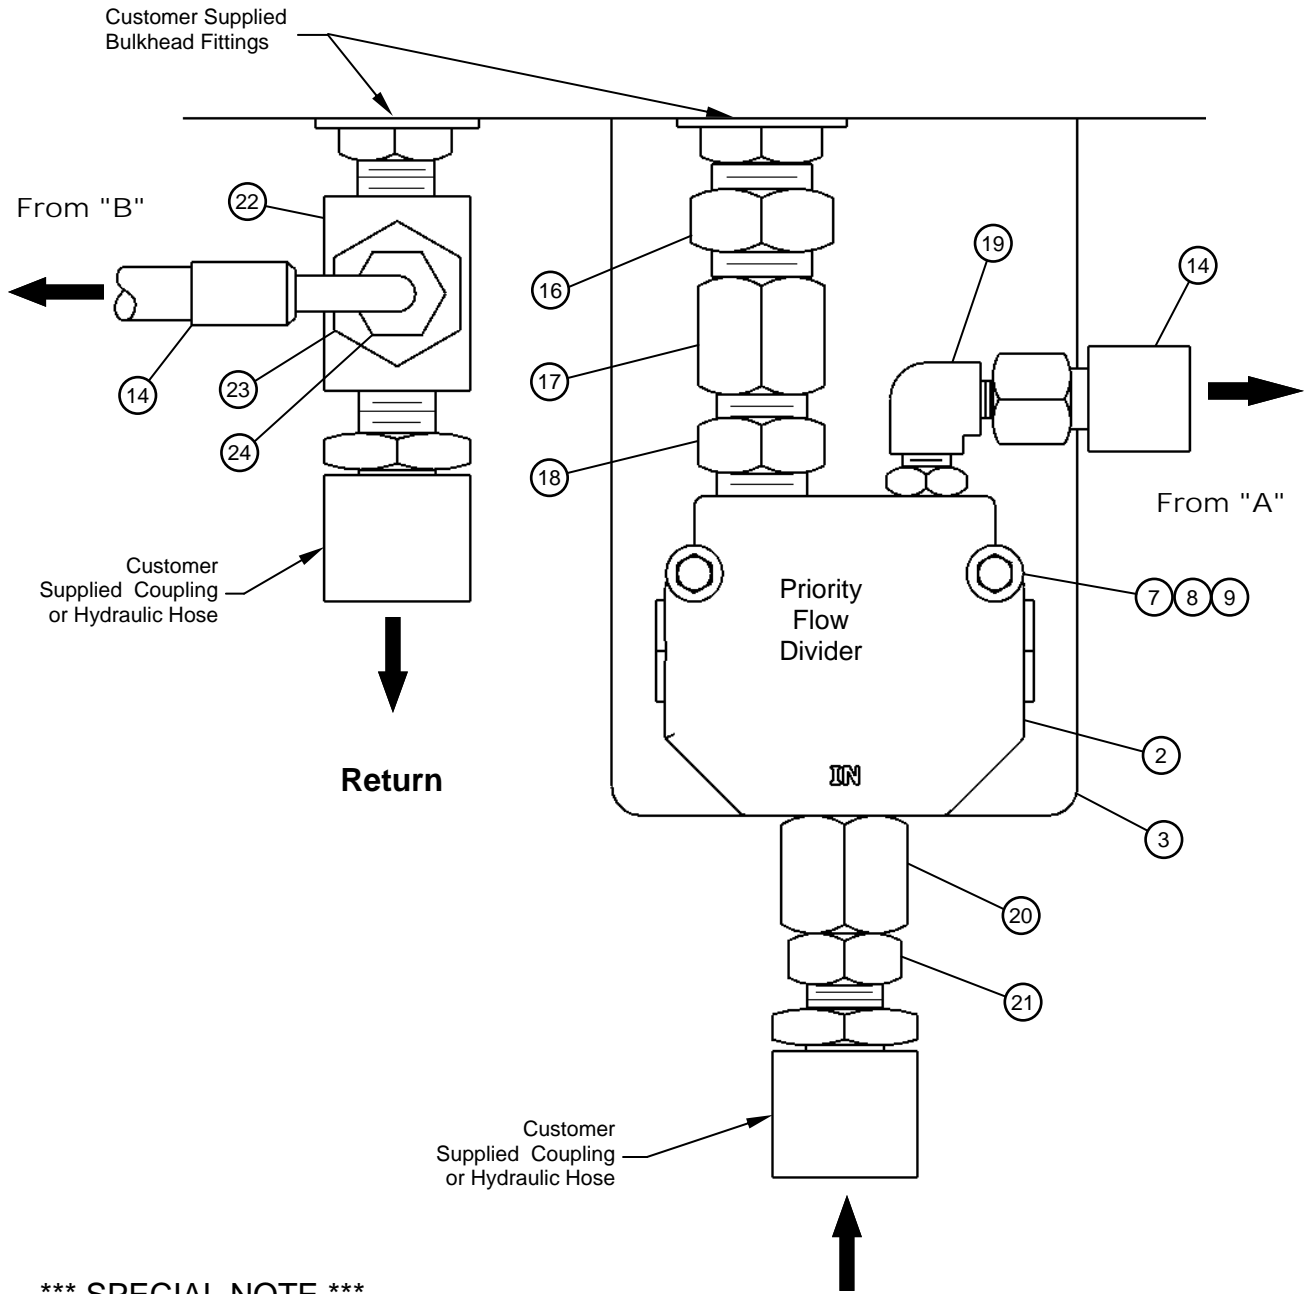 Customer Supplied
Bulkhead Fittings
From "B"
22
16
19
14
14
23
17
24
18
From "A"
Customer
Supplied Coupling
or Hydraulic Hose
Priority
Flow
Divider
7 8 9
Return
IN
2
3
20
21
Customer
Supplied Coupling
or Hydraulic Hose
*** SPECIAL NOTE ***